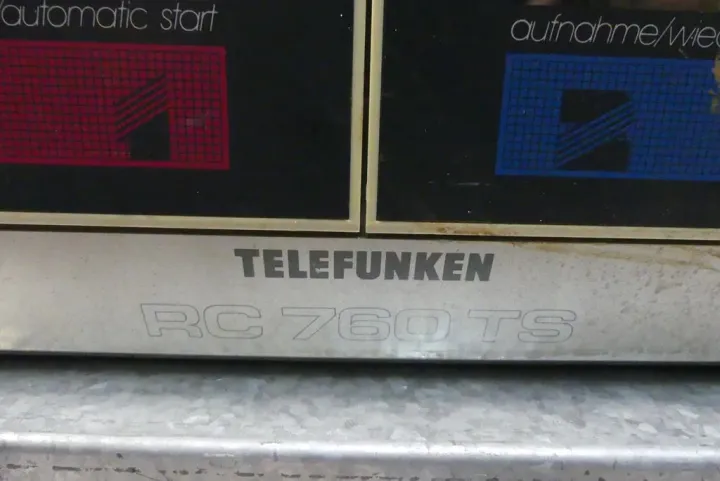 /automatic start
aufnahme/wied
TELEFUNKEN
RC 760 TS